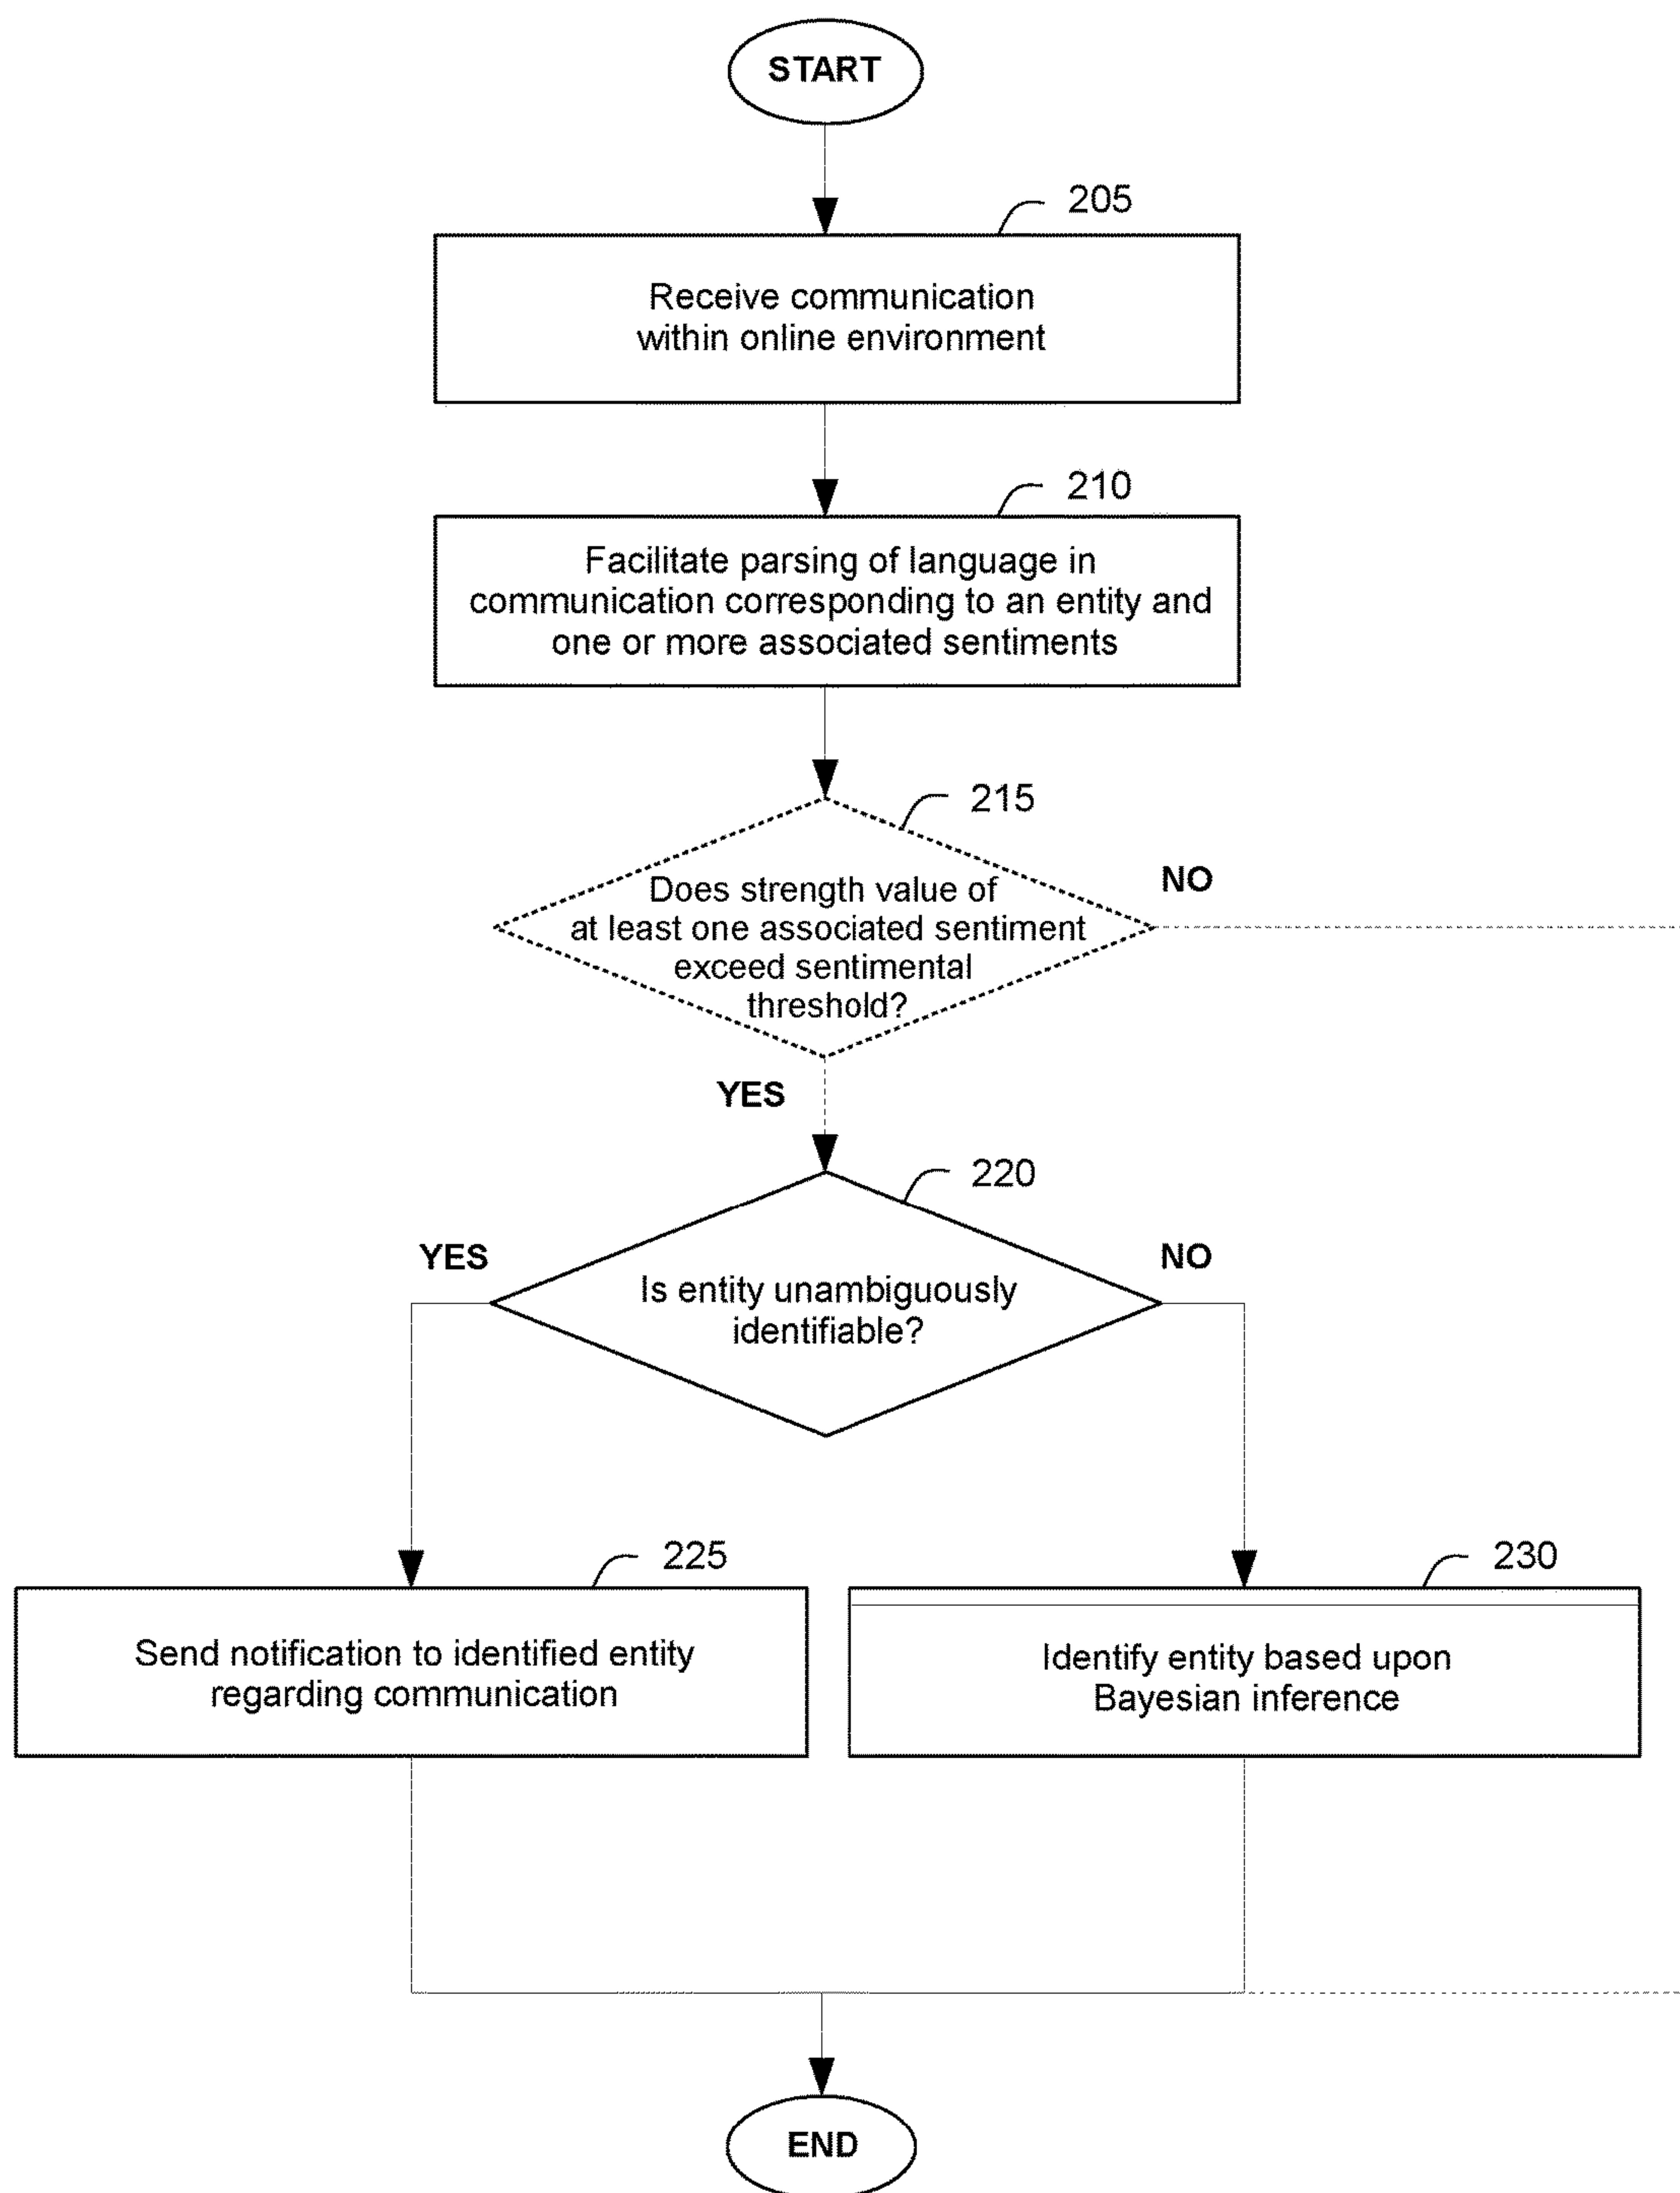 START
205
Receive communication
within online environment
210
Facilitate parsing of language in
communication corresponding to an entity and
one or more associated sentiments
215
Does strength value of
at least one associated sentiment
exceed sentimental
threshold?
NO
YES
220
YES
NO
Is entity unambiguously
identifiable?
225
Send notification to identified entity
regarding communication
230
Identify entity based upon
Bayesian inference
END